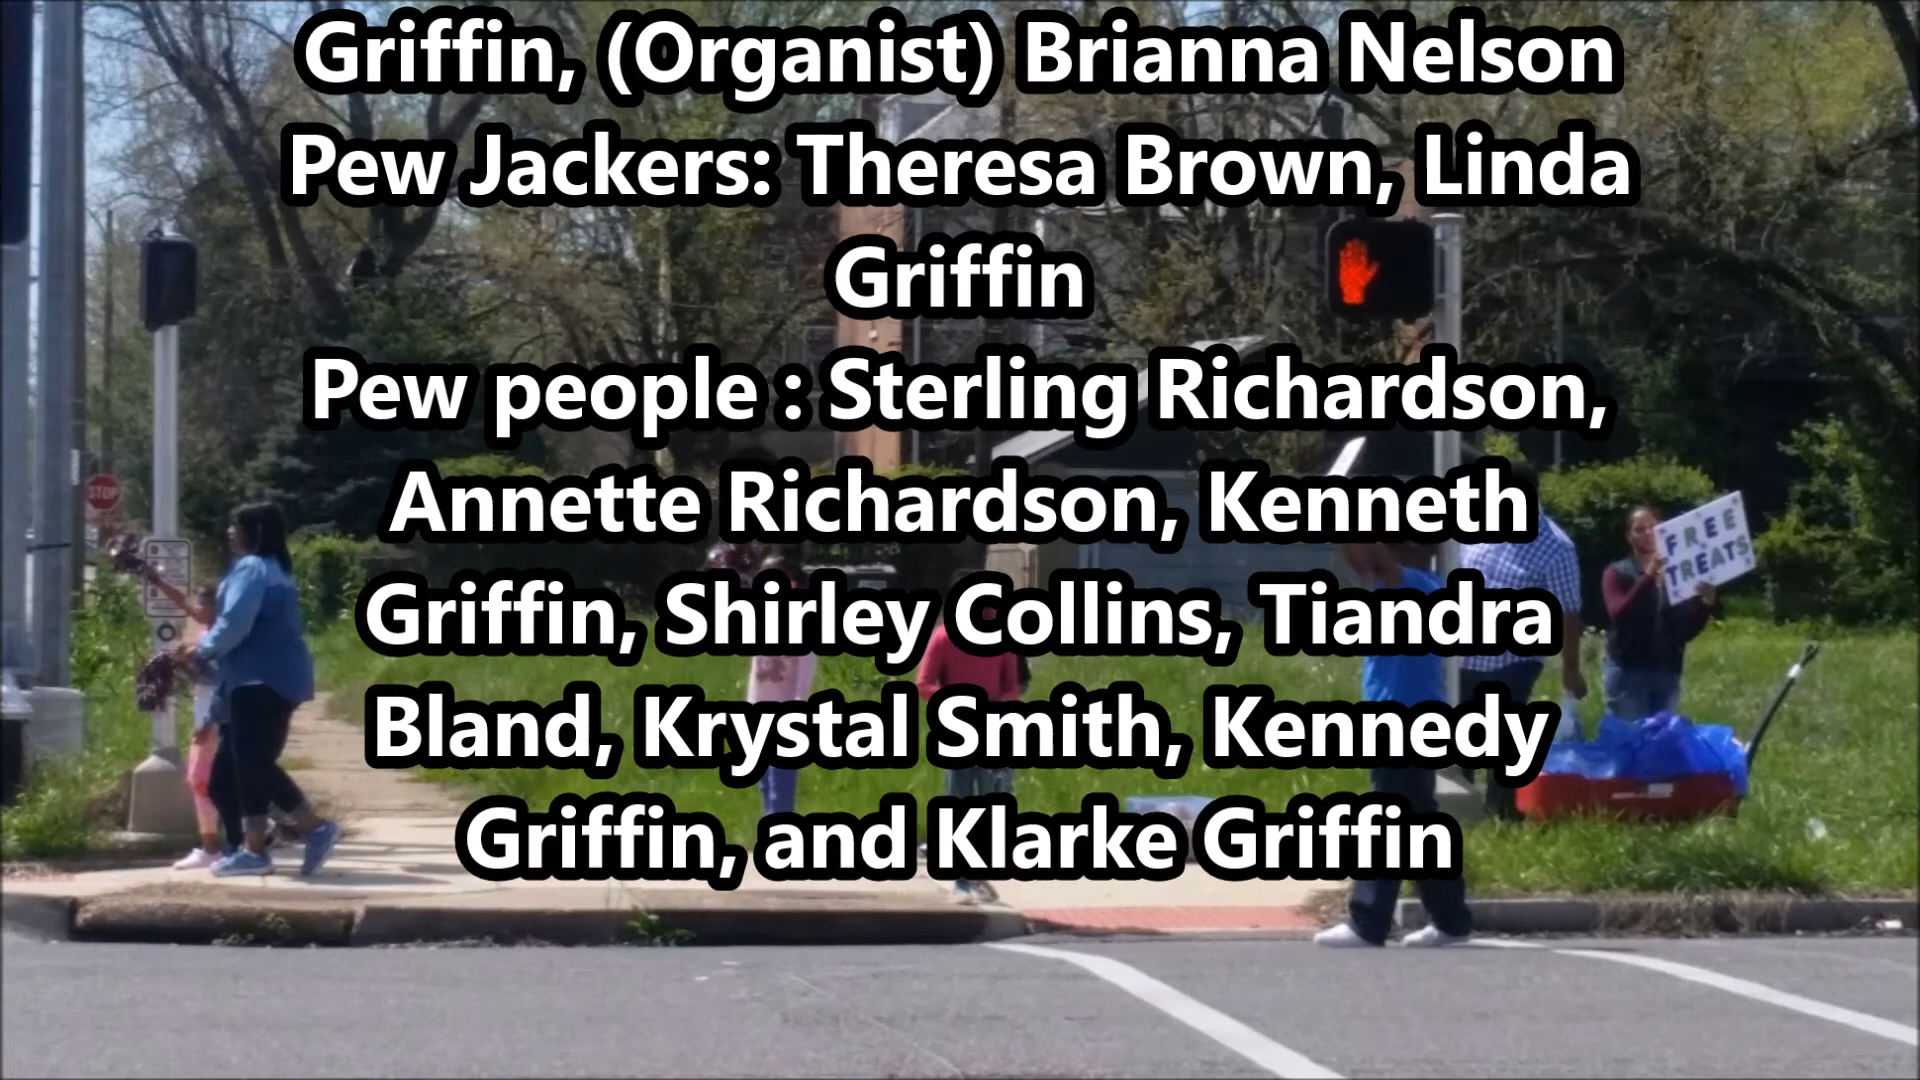 Griffin, (Organist) Brianna Nelson
Pew Jackers: Theresa Brown, Linda
Griffin
Pew people : Sterling Richardson,
Annette Richardson, Kenneth
Griffin, Shirley Collins, Tiandra
Bland, Krystal Smith, Kennedy
Griffin, and Klarke Griffin
STOP
FREE
TREATS